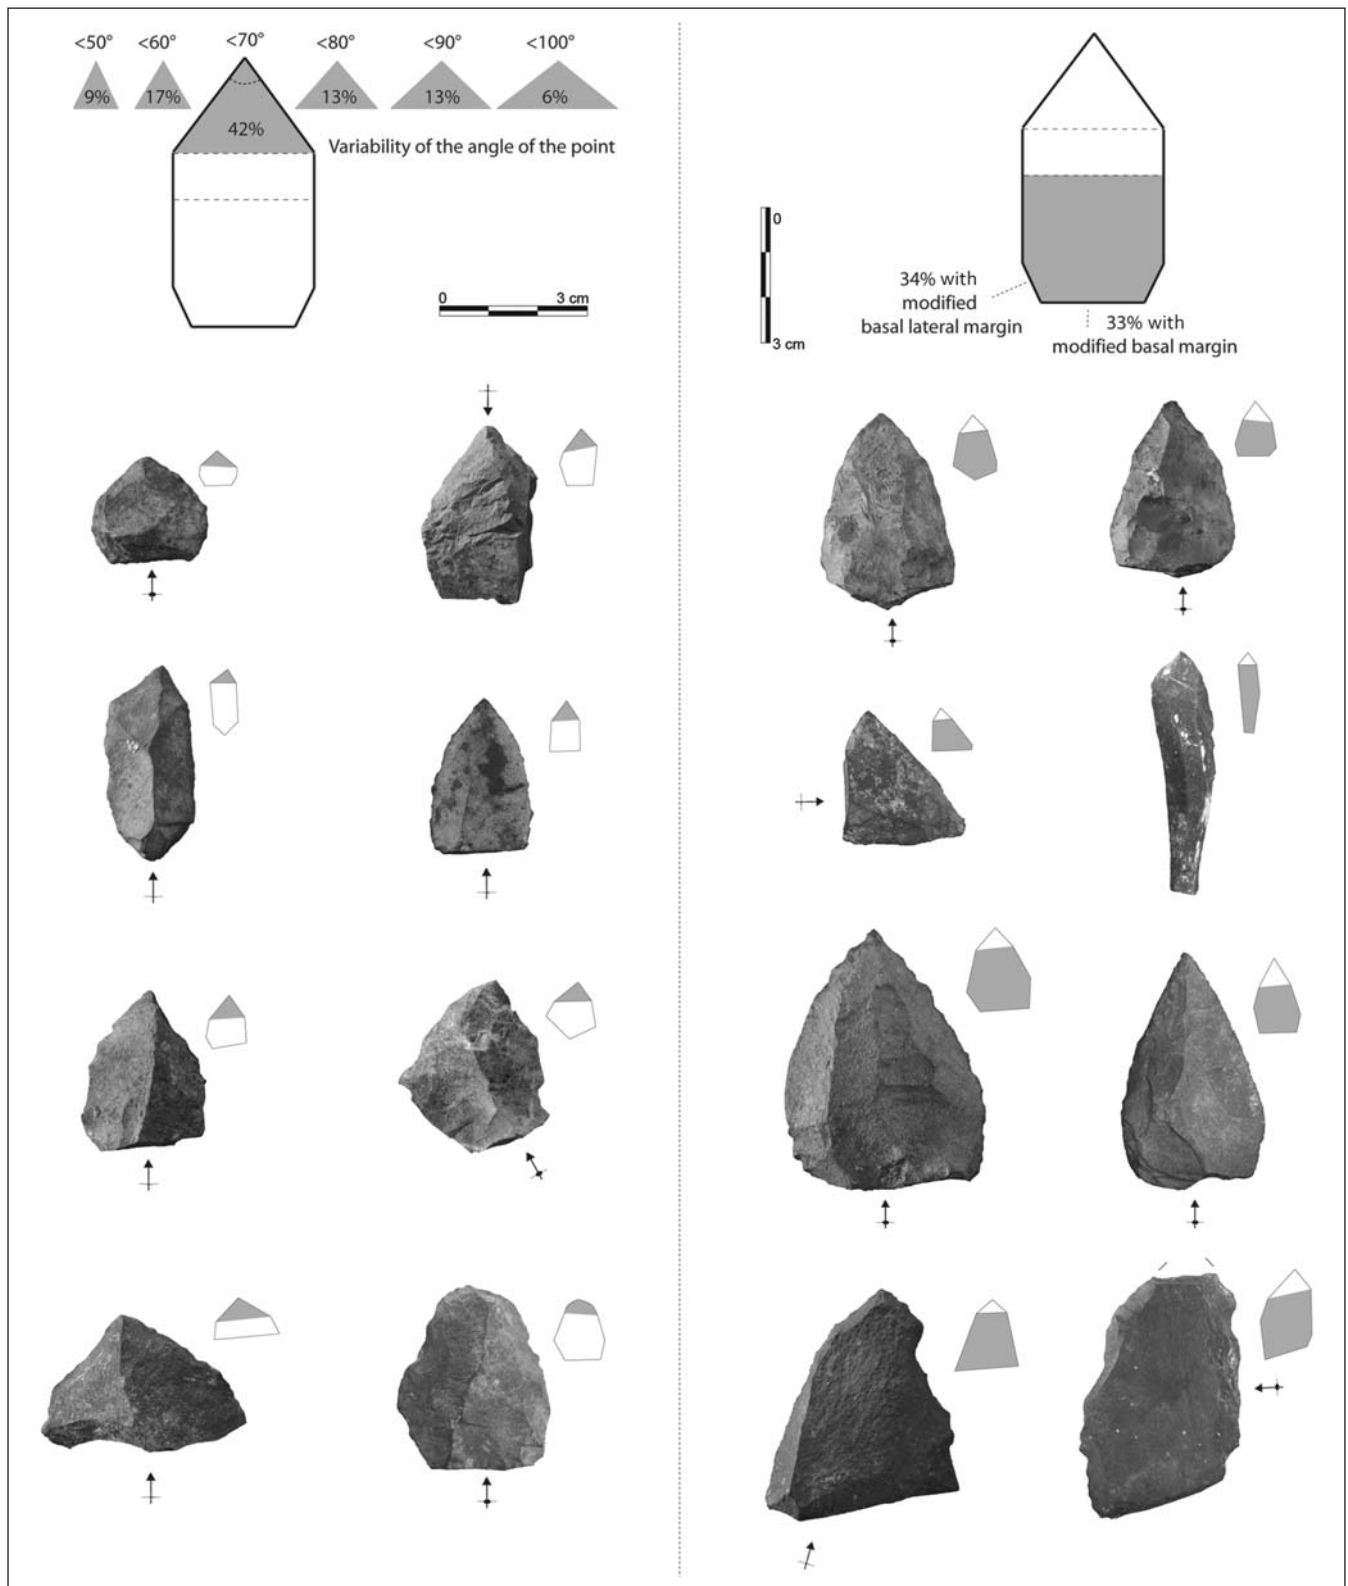 <50° <60° <70° <80° <90° <100°
9% 17% 42% 13% 13% 6%
Variability of the angle of the point
0 3 cm
0
3 cm
34% with
modified
basal lateral margin
33% with
modified basal margin